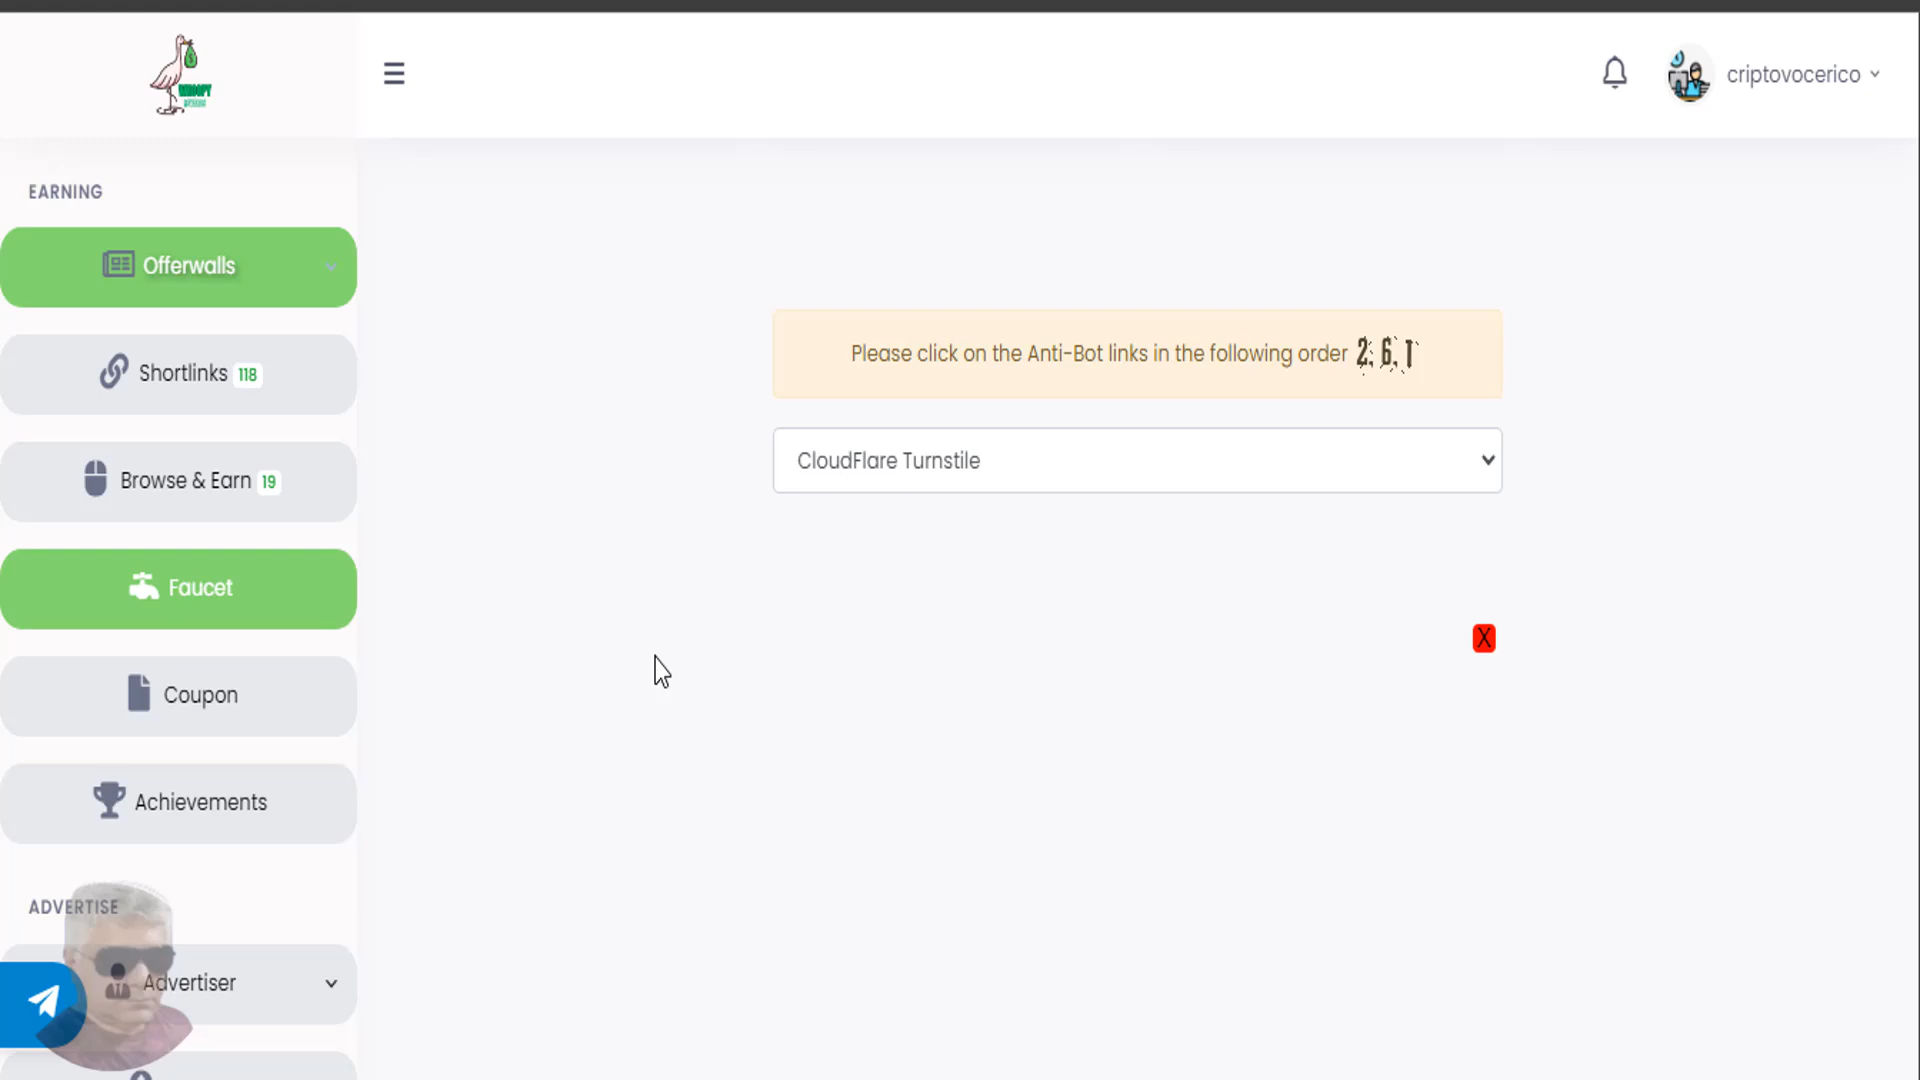 WHOOPY
criptovocerico
EARNING
Offerwalls
Shortlinks 118
Browse & Earn 19
Faucet
Coupon
Achievements
ADVERTISE
Advertiser
Please click on the Anti-Bot links in the following order 2, 6, 1
CloudFlare Turnstile
X